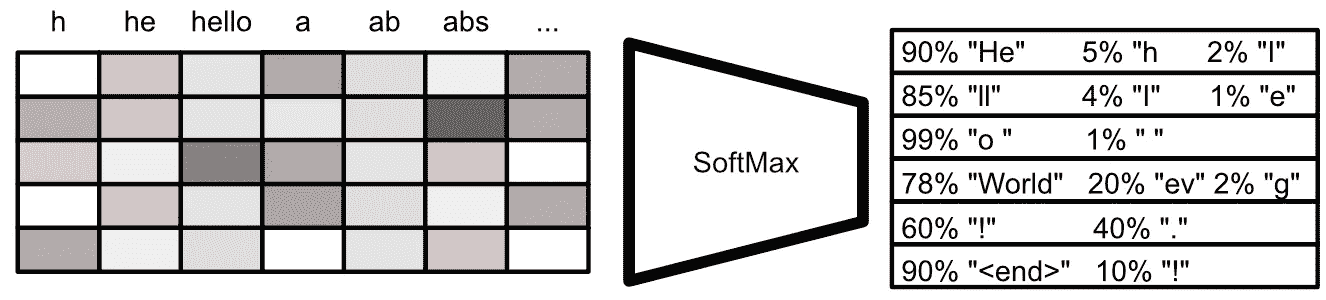 h he hello a ab abs ...
SoftMax
90% "He" 5% "h 2% "l"
85% "ll" 4% "l" 1% "e"
99% "o " 1% " "
78% "World" 20% "ev" 2% "g"
60% "!" 40% "."
90% "<end>" 10% "!"